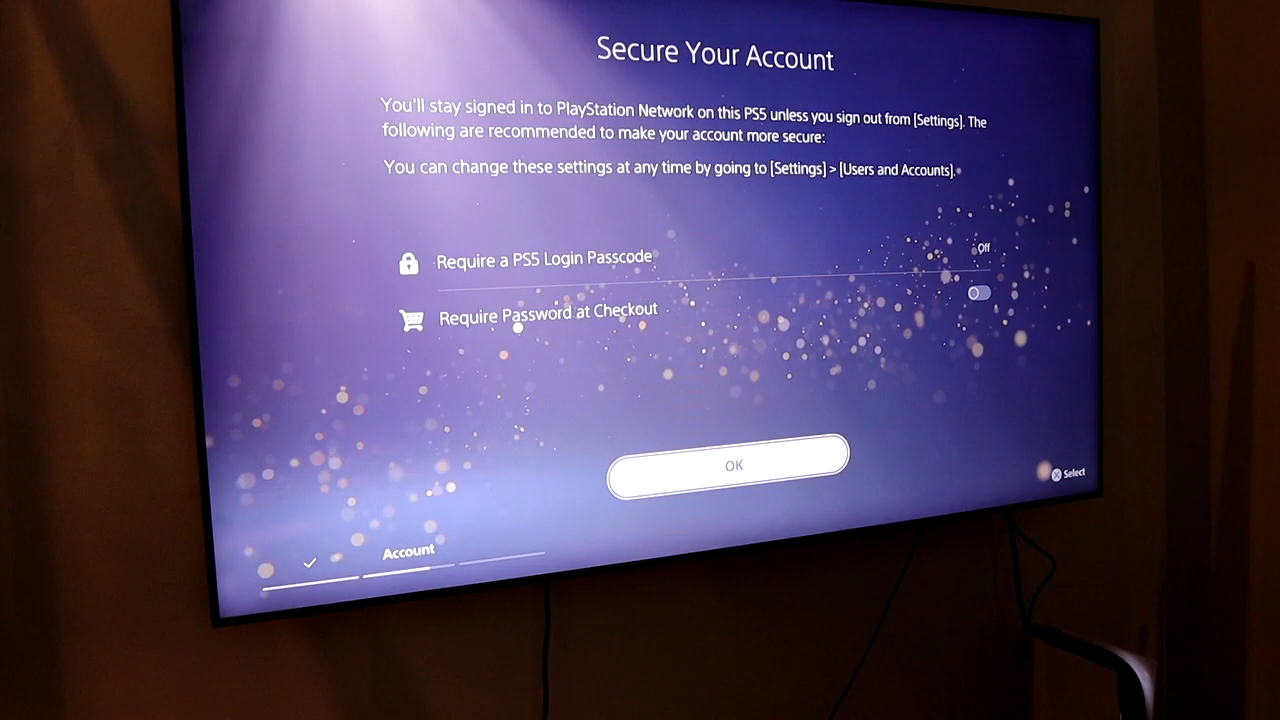 Secure Your Account
You'll stay signed in to PlayStation Network on this PS5 unless you sign out from [Settings]. The
following are recommended to make your account more secure:
You can change these settings at any time by going to [Settings] > [Users and Accounts].
Require a PS5 Login Passcode
Off
Require Password at Checkout
OK
Select
Account